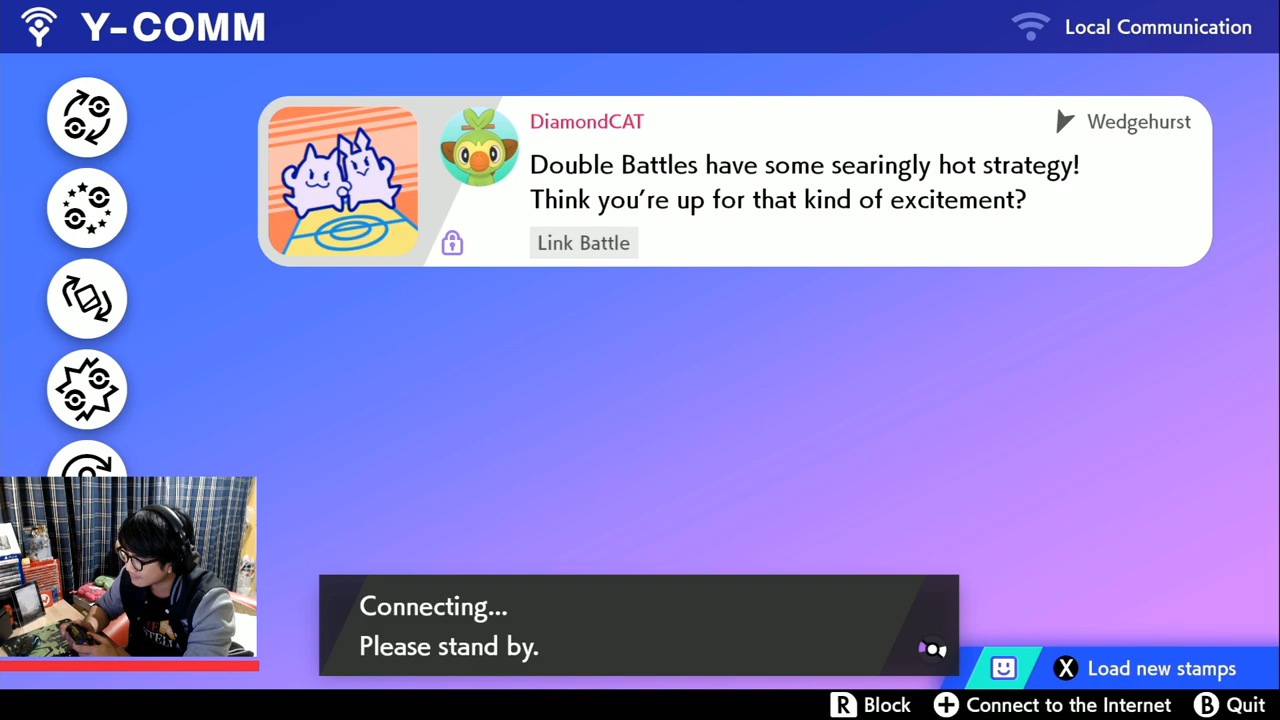 Y-COMM
Local Communication
DiamondCAT
Wedgehurst
Double Battles have some searingly hot strategy!
Think you're up for that kind of excitement?
Link Battle
Connecting...
Please stand by.
X Load new stamps
R Block
+ Connect to the Internet
B Quit